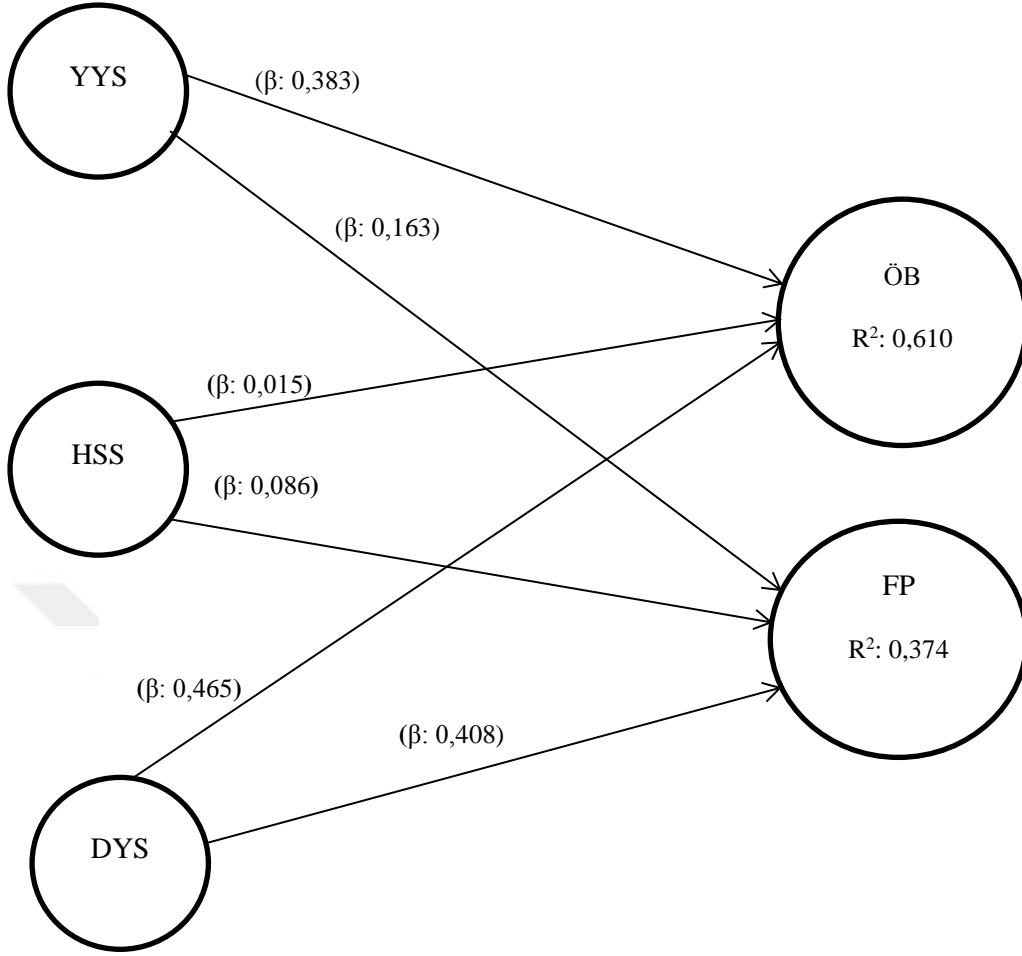 YYS
(β: 0,383)
(β: 0,163)
ÖB
R²: 0,610
(β: 0,015)
HSS
(β: 0,086)
FP
R²: 0,374
(β: 0,465)
(β: 0,408)
DYS